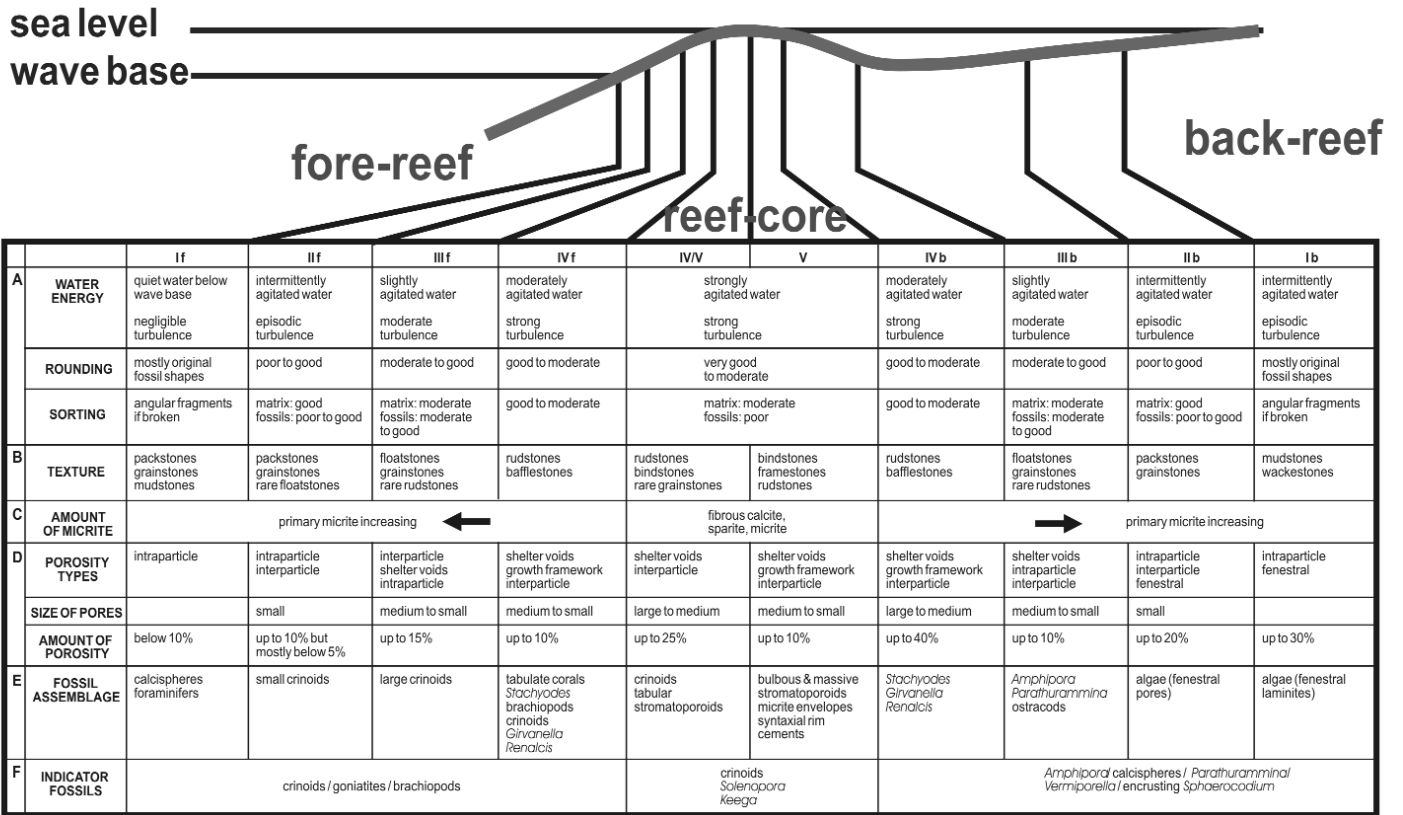 sea level
wave base
fore-reef
back-reef
reef-core
I f
II f
III f
IV f
IV/V
V
IV b
III b
II b
I b
A
WATER
ENERGY
quiet water below
wave base
negligible
turbulence
intermittently
agitated water
episodic
turbulence
slightly
agitated water
moderate
turbulence
moderately
agitated water
strong
turbulence
strongly
agitated water
strong
turbulence
moderately
agitated water
strong
turbulence
slightly
agitated water
moderate
turbulence
intermittently
agitated water
episodic
turbulence
intermittently
agitated water
episodic
turbulence
ROUNDING
mostly original
fossil shapes
poor to good
moderate to good
good to moderate
very good
to moderate
good to moderate
moderate to good
poor to good
mostly original
fossil shapes
SORTING
angular fragments
if broken
matrix: good
fossils: poor to good
matrix: moderate
fossils: moderate
to good
good to moderate
matrix: moderate
fossils: poor
good to moderate
matrix: moderate
fossils: moderate
to good
matrix: good
fossils: poor to good
angular fragments
if broken
B
TEXTURE
packstones
grainstones
mudstones
packstones
grainstones
rare floatstones
floatstones
grainstones
rare rudstones
rudstones
bafflestones
rudstones
bindstones
rare grainstones
bindstones
framestones
rudstones
rudstones
bafflestones
floatstones
grainstones
rare rudstones
packstones
grainstones
mudstones
wackestones
C
AMOUNT
OF MICRITE
primary micrite increasing
fibrous calcite,
sparite, micrite
primary micrite increasing
D
POROSITY
TYPES
intraparticle
intraparticle
interparticle
interparticle
shelter voids
intraparticle
shelter voids
growth framework
interparticle
shelter voids
interparticle
shelter voids
growth framework
interparticle
shelter voids
growth framework
interparticle
shelter voids
intraparticle
interparticle
intraparticle
interparticle
fenestral
intraparticle
fenestral
SIZE OF PORES
small
medium to small
medium to small
large to medium
medium to small
large to medium
medium to small
small
AMOUNT OF
POROSITY
below 10%
up to 10% but
mostly below 5%
up to 15%
up to 10%
up to 25%
up to 10%
up to 40%
up to 10%
up to 20%
up to 30%
E
FOSSIL
ASSEMBLAGE
calcispheres
foraminifers
small crinoids
large crinoids
tabulate corals
Stachyodes
brachiopods
crinoids
Girvanella
Renalcis
crinoids
tabular
stromatoporoids
bulbous & massive
stromatoporoids
micrite envelopes
syntaxial rim
cements
Stachyodes
Girvanella
Renalcis
Amphipora
Parathurammina
ostracods
algae (fenestral
pores)
algae (fenestral
laminites)
F
INDICATOR
FOSSILS
crinoids / goniatites / brachiopods
crinoids
Solenopora
Keega
Amphipora/ calcispheres / Parathuramminal
Vermiporella / encrusting Sphaerocodium